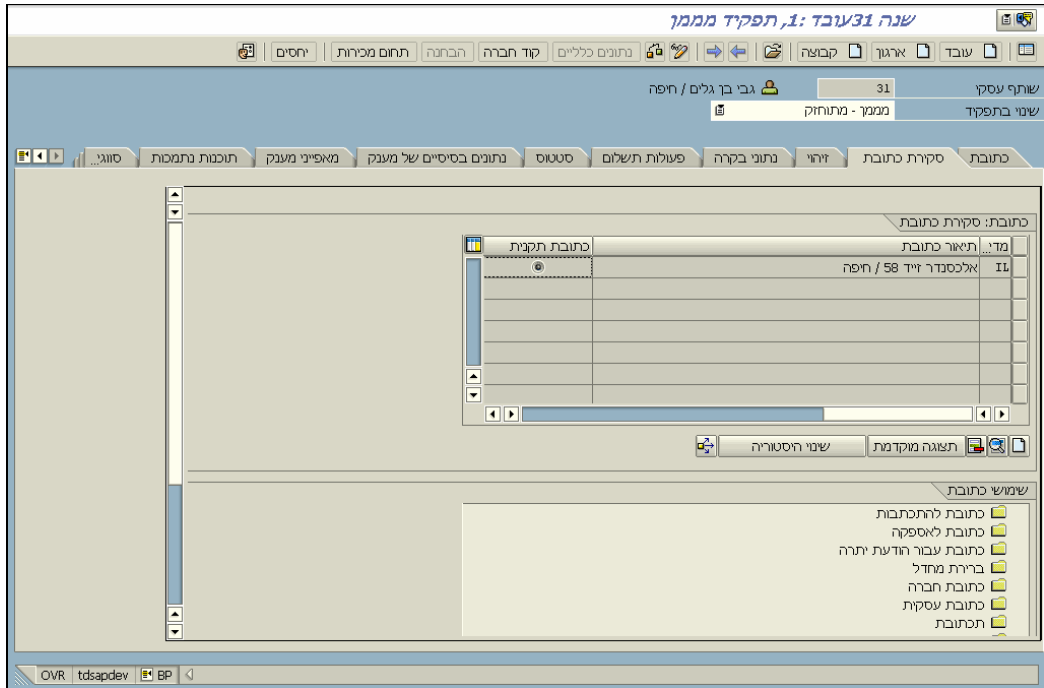 שנה 31עובד :1, תפקיד מממן
עובד ארגון קבוצה נתונים כלליים קוד חברה הבחנה תחום מכירות יחסים
שותף עסקי 31 גבי בן גלים / חיפה
שינוי בתפקיד מממן - מתוחזק
כתובת סקירת כתובת זיהוי נתוני בקרה פעולות תשלום סטטוס נתונים בסיסיים של מענק מאפייני מענק תוכנות נתמכות סווגי..
כתובת: סקירת כתובת
מדי.. תיאור כתובת כתובת תקנית
IL אלכסנדר זייד 58 / חיפה
תצוגה מוקדמת שינוי היסטוריה
שימושי כתובת
כתובת להתכתבות
כתובת לאספקה
כתובת עבור הודעת יתרה
ברירת מחדל
כתובת חברה
כתובת עסקית
תכתובת
OVR tdsapdev BP